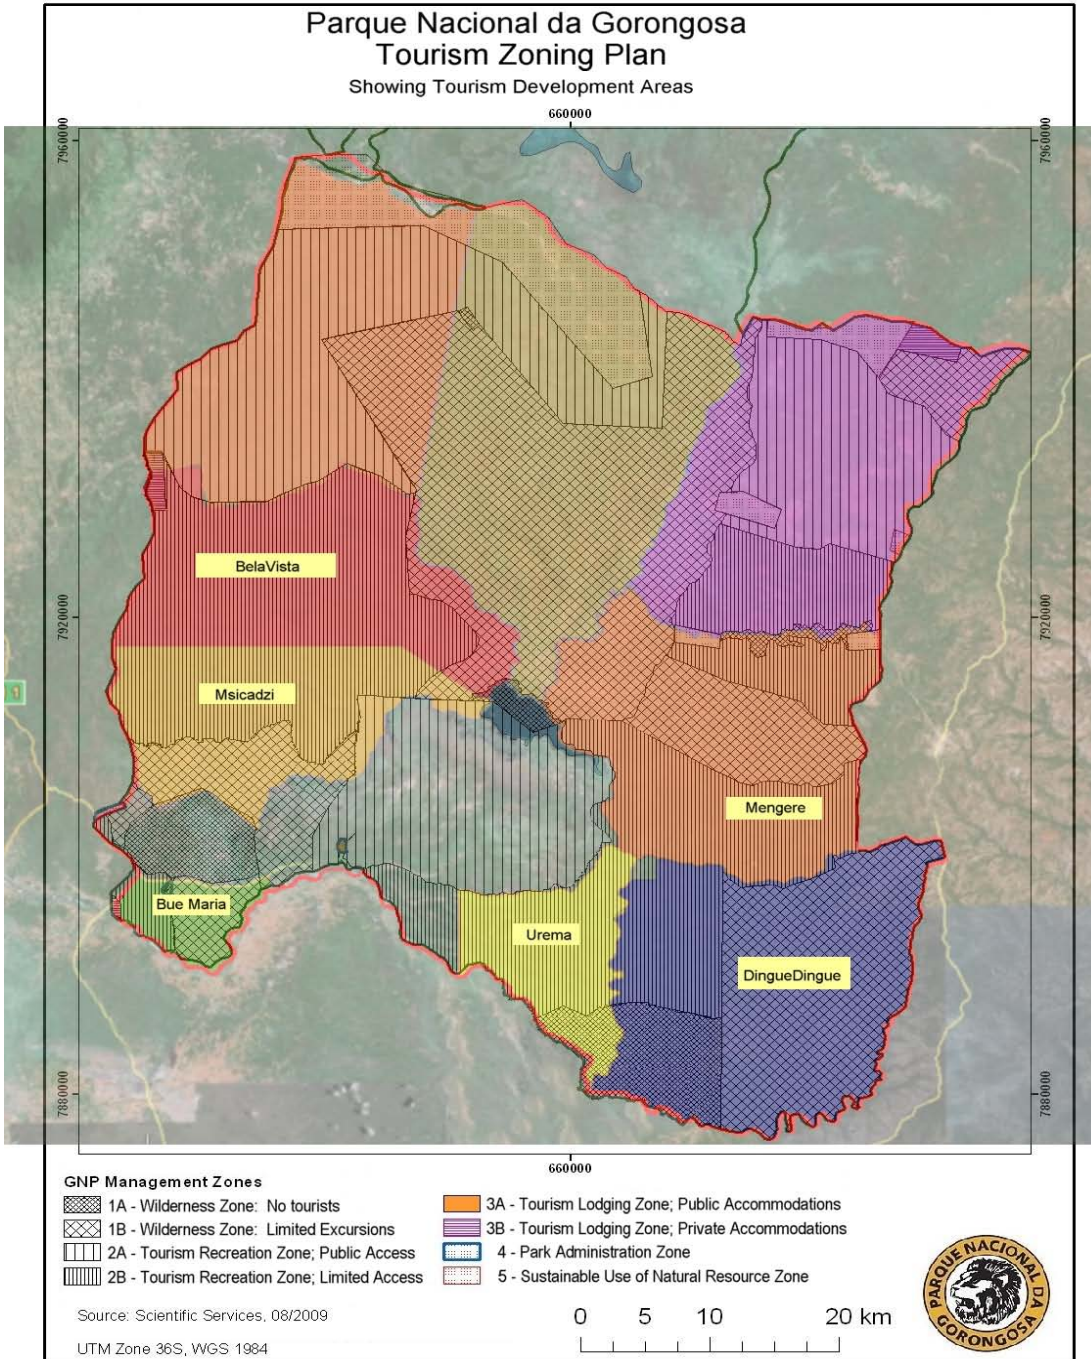 Parque Nacional da Gorongosa
Tourism Zoning Plan
Showing Tourism Development Areas
660000
7960000
7960000
BelaVista
7920000
7920000
Msicadzi
1
Mengere
Bue Maria
Urema
DingueDingue
7880000
7880000
660000
GNP Management Zones
1A - Wilderness Zone: No tourists
1B - Wilderness Zone: Limited Excursions
2A - Tourism Recreation Zone; Public Access
2B - Tourism Recreation Zone; Limited Access
3A - Tourism Lodging Zone; Public Accommodations
3B - Tourism Lodging Zone; Private Accommodations
4 - Park Administration Zone
5 - Sustainable Use of Natural Resource Zone
Source: Scientific Services, 08/2009
UTM Zone 36S, WGS 1984
0 5 10 20 km
PARQUE NACIONAL DA
GORONGOSA